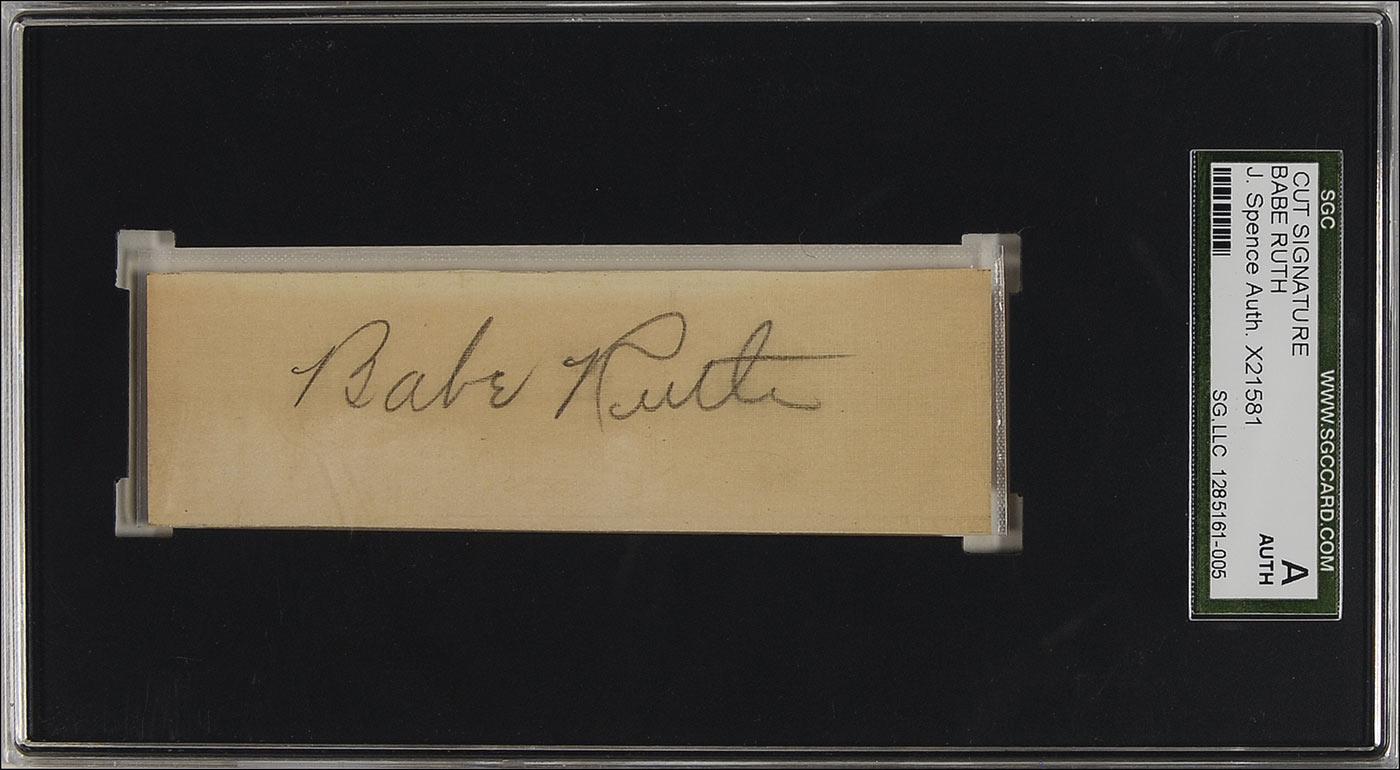 Babe Ruth
SGC WWW.SGCCARD.COM
CUT SIGNATURE A
BABE RUTH AUTH
J. Spence Auth. X21581
SG, LLC 1285161-005